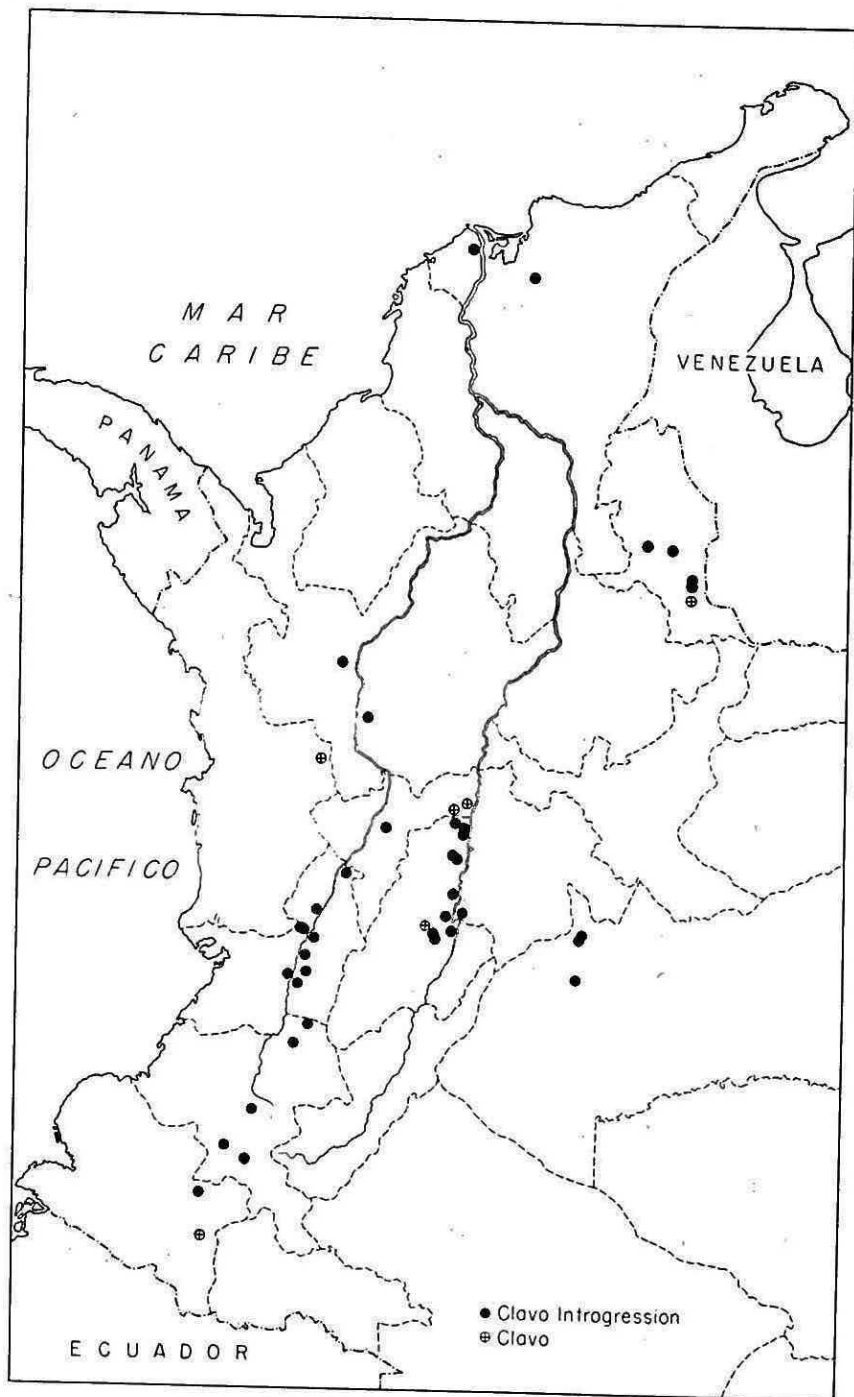 MAR
CARIBE
VENEZUELA
PANAMA
OCEANO
PACIFICO
Clavo Introgression
Clavo
ECUADOR